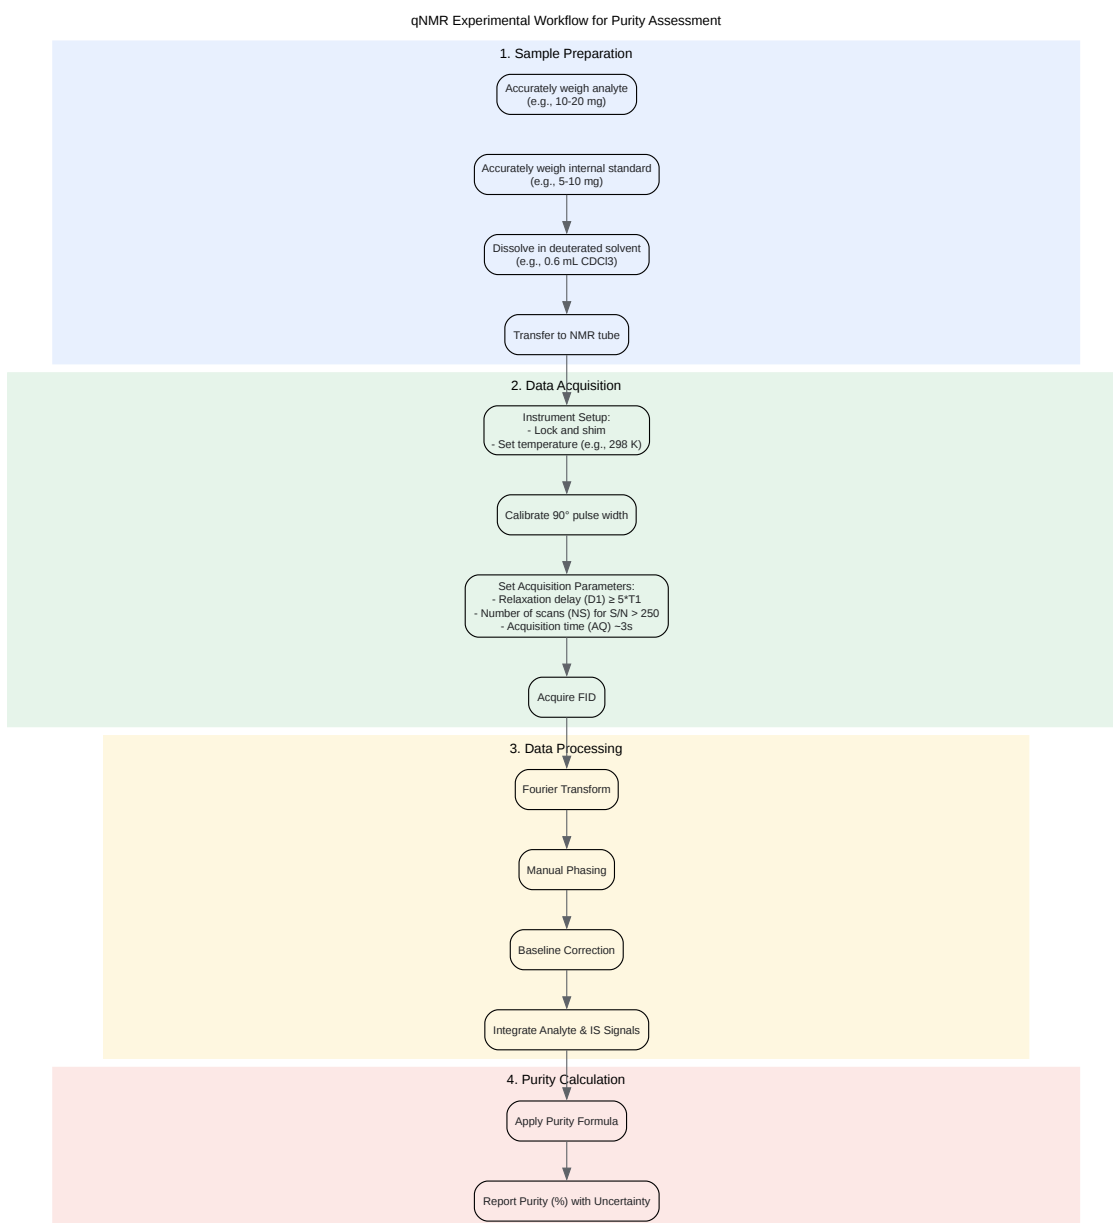 qNMR Experimental Workflow for Purity Assessment
1. Sample Preparation
Accurately weigh analyte
(e.g., 10-20 mg)
Accurately weigh internal standard
(e.g., 5-10 mg)
Dissolve in deuterated solvent
(e.g., 0.6 mL CDCl3)
Transfer to NMR tube
2. Data Acquisition
Instrument Setup:
- Lock and shim
- Set temperature (e.g., 298 K)
Calibrate 90° pulse width
Set Acquisition Parameters:
- Relaxation delay (D1) ≥ 5*T1
- Number of scans (NS) for S/N > 250
- Acquisition time (AQ) ~3s
Acquire FID
3. Data Processing
Fourier Transform
Manual Phasing
Baseline Correction
Integrate Analyte & IS Signals
4. Purity Calculation
Apply Purity Formula
Report Purity (%) with Uncertainty